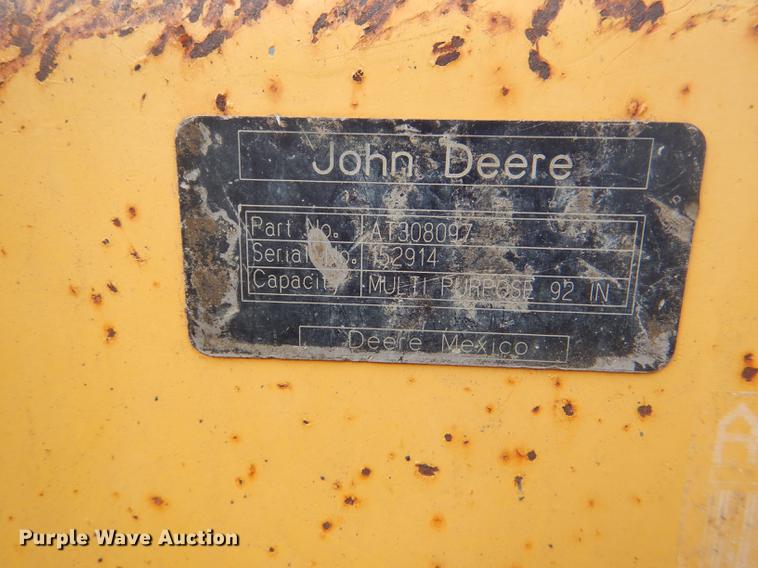 John Deere
Part No. AT308097
Serial No. 152914
Capacity MULTI PURPOSE 92 IN
Deere Mexico
A
Purple Wave Auction